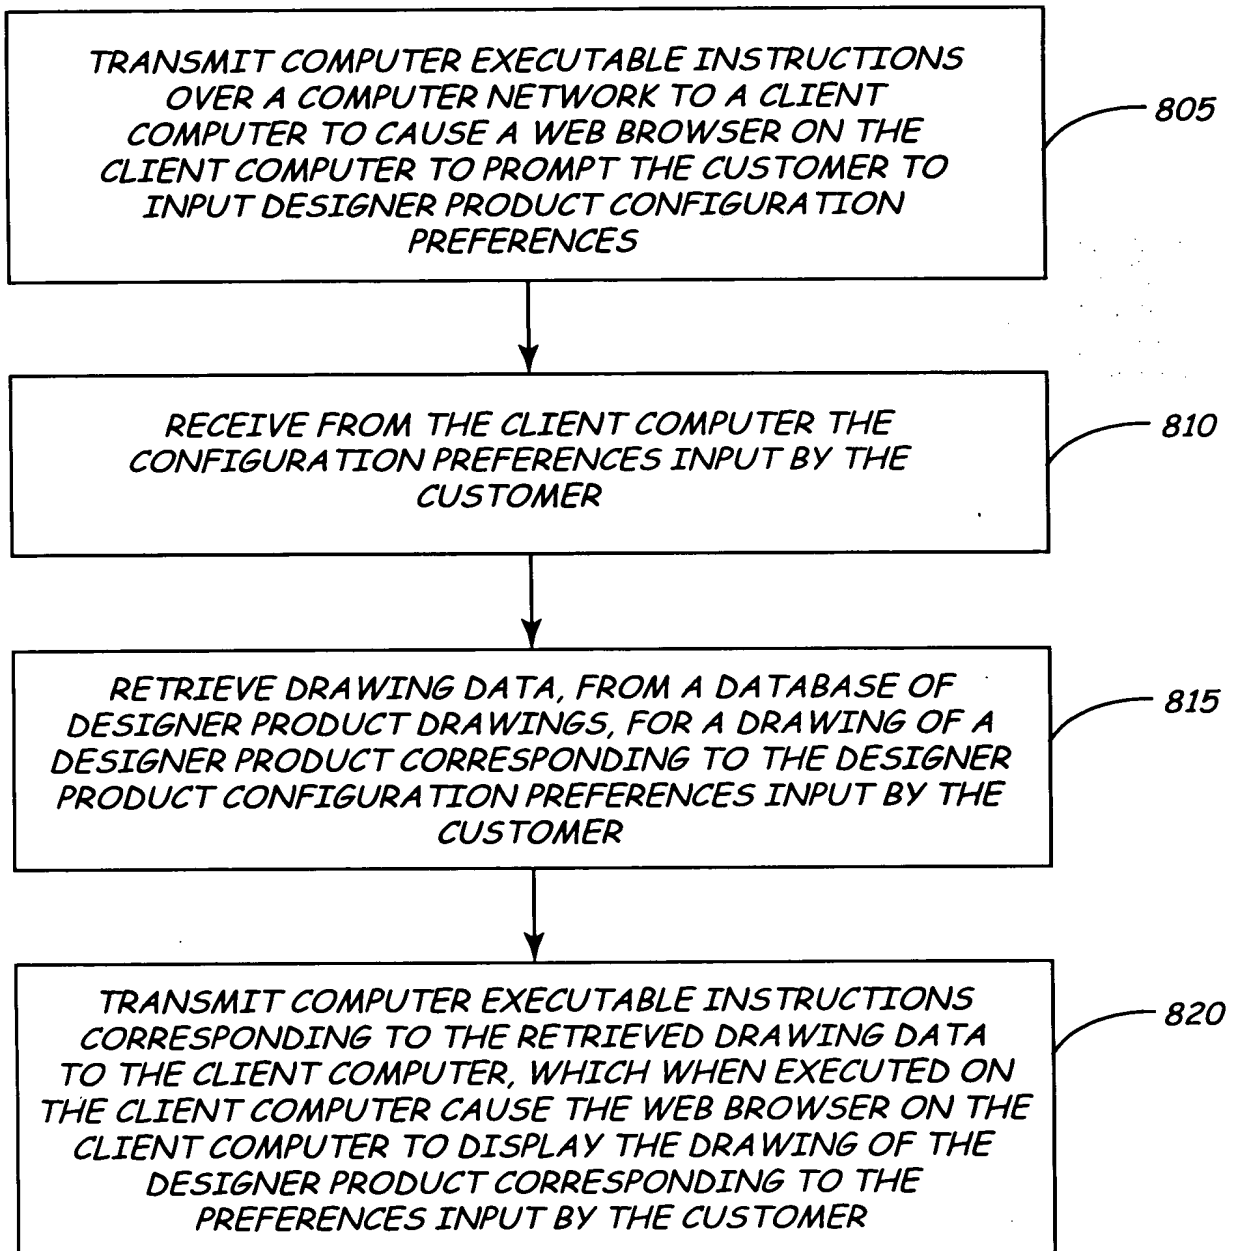 TRANSMIT COMPUTER EXECUTABLE INSTRUCTIONS
OVER A COMPUTER NETWORK TO A CLIENT
COMPUTER TO CAUSE A WEB BROWSER ON THE
CLIENT COMPUTER TO PROMPT THE CUSTOMER TO
INPUT DESIGNER PRODUCT CONFIGURATION
PREFERENCES
805
RECEIVE FROM THE CLIENT COMPUTER THE
CONFIGURATION PREFERENCES INPUT BY THE
CUSTOMER
810
RETRIEVE DRAWING DATA, FROM A DATABASE OF
DESIGNER PRODUCT DRAWINGS, FOR A DRAWING OF A
DESIGNER PRODUCT CORRESPONDING TO THE DESIGNER
PRODUCT CONFIGURATION PREFERENCES INPUT BY THE
CUSTOMER
815
TRANSMIT COMPUTER EXECUTABLE INSTRUCTIONS
CORRESPONDING TO THE RETRIEVED DRAWING DATA
TO THE CLIENT COMPUTER, WHICH WHEN EXECUTED ON
THE CLIENT COMPUTER CAUSE THE WEB BROWSER ON THE
CLIENT COMPUTER TO DISPLAY THE DRAWING OF THE
DESIGNER PRODUCT CORRESPONDING TO THE
PREFERENCES INPUT BY THE CUSTOMER
820